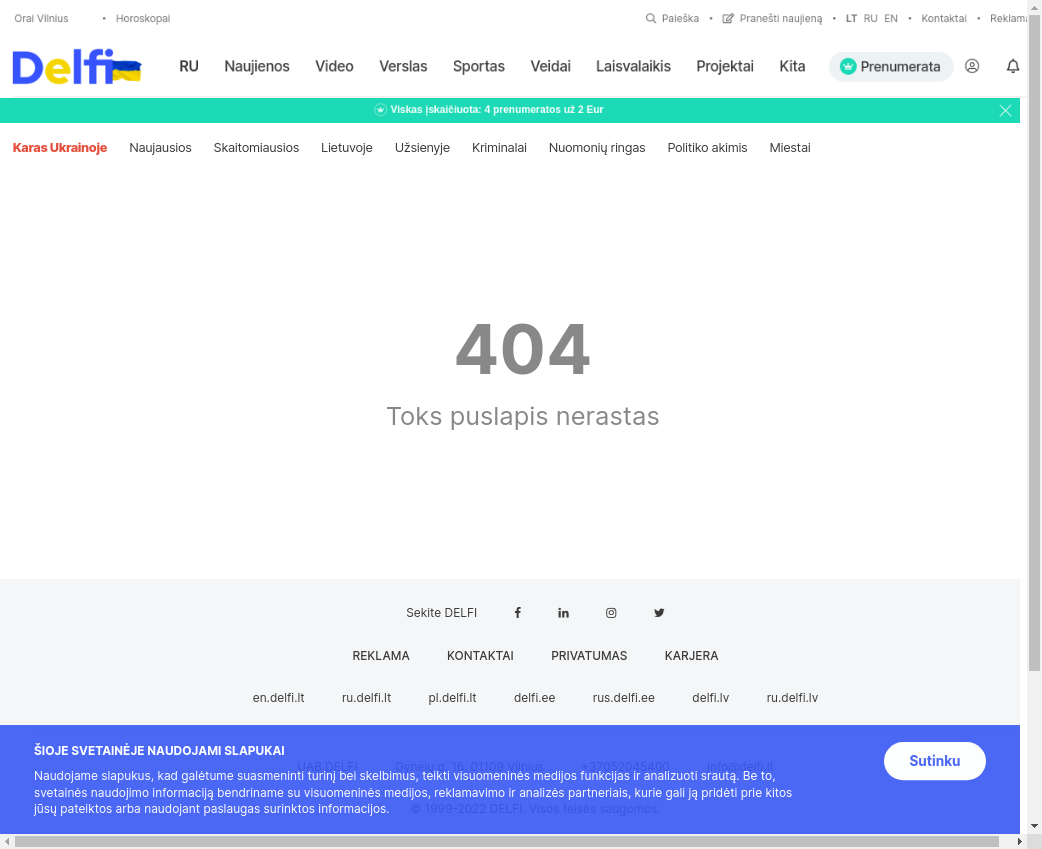 Orai Vilnius • Horoskopai Paieška • Pranešti naujieną • LT RU EN • Kontaktai • Reklama
Delfi RU Naujienos Video Verslas Sportas Veidai Laisvalaikis Projektai Kita Prenumerata
Viskas įskaičiuota: 4 prenumeratos už 2 Eur
Karas Ukrainoje Naujausios Skaitomiausios Lietuvoje Užsienyje Kriminalai Nuomonių ringas Politiko akimis Miestai
404
Toks puslapis nerastas
Sekite DELFI
REKLAMA KONTAKTAI PRIVATUMAS KARJERA
en.delfi.lt ru.delfi.lt pl.delfi.lt delfi.ee rus.delfi.ee delfi.lv ru.delfi.lv
ŠIOJE SVETAINĖJE NAUDOJAMI SLAPUKAI
Sutinku
UAB DELFI Gynėjų g. 16, 01109 Vilnius +37052045400 info@delfi.lt
Naudojame slapukus, kad galėtume suasmeninti turinį bei skelbimus, teikti visuomeninės medijos funkcijas ir analizuoti srautą. Be to,
svetainės naudojimo informaciją bendriname su visuomeninės medijos, reklamavimo ir analizės partneriais, kurie gali ją pridėti prie kitos
jūsų pateiktos arba naudojant paslaugas surinktos informacijos.
© 1999-2022 DELFI. Visos teisės saugomos.